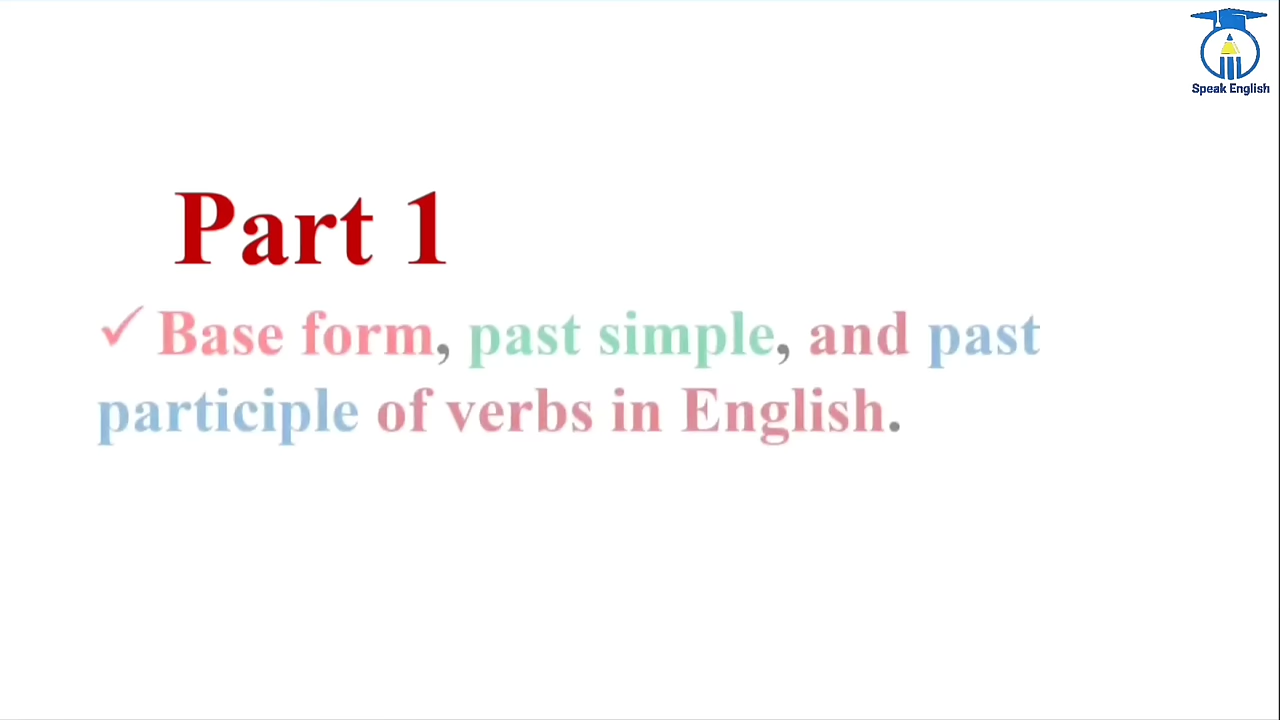 Speak English
Part 1
✓ Base form, past simple, and past
participle of verbs in English.